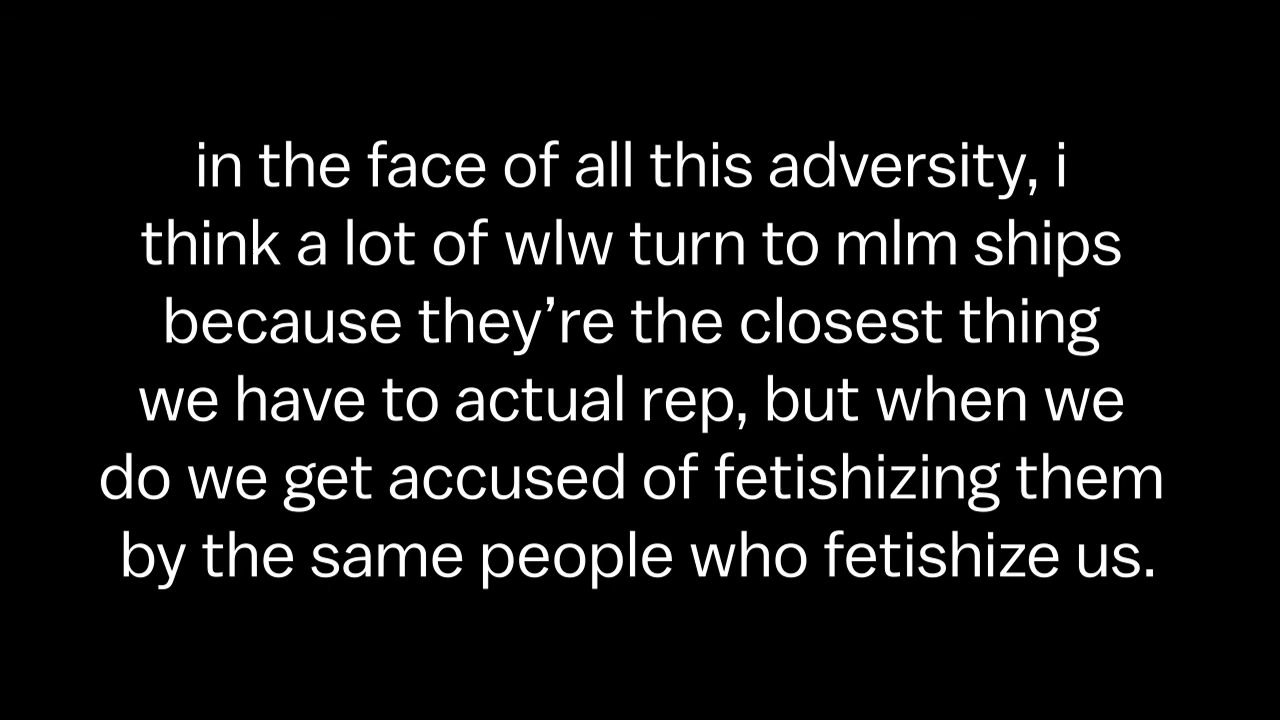 in the face of all this adversity, i
think a lot of wlw turn to mlm ships
because they’re the closest thing
we have to actual rep, but when we
do we get accused of fetishizing them
by the same people who fetishize us.